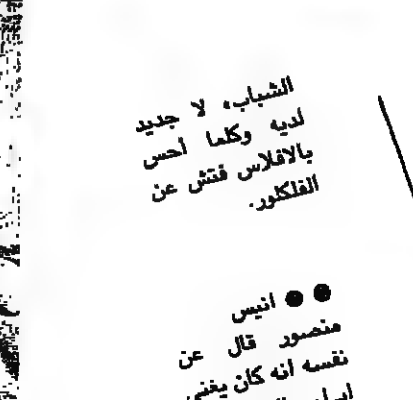 الشباب، لا جديد
لديه وكلما أحس
بالافلاس فتش عن
الفلكلور.
●● انيس
منصور قال عن
نفسه انه كان يغني